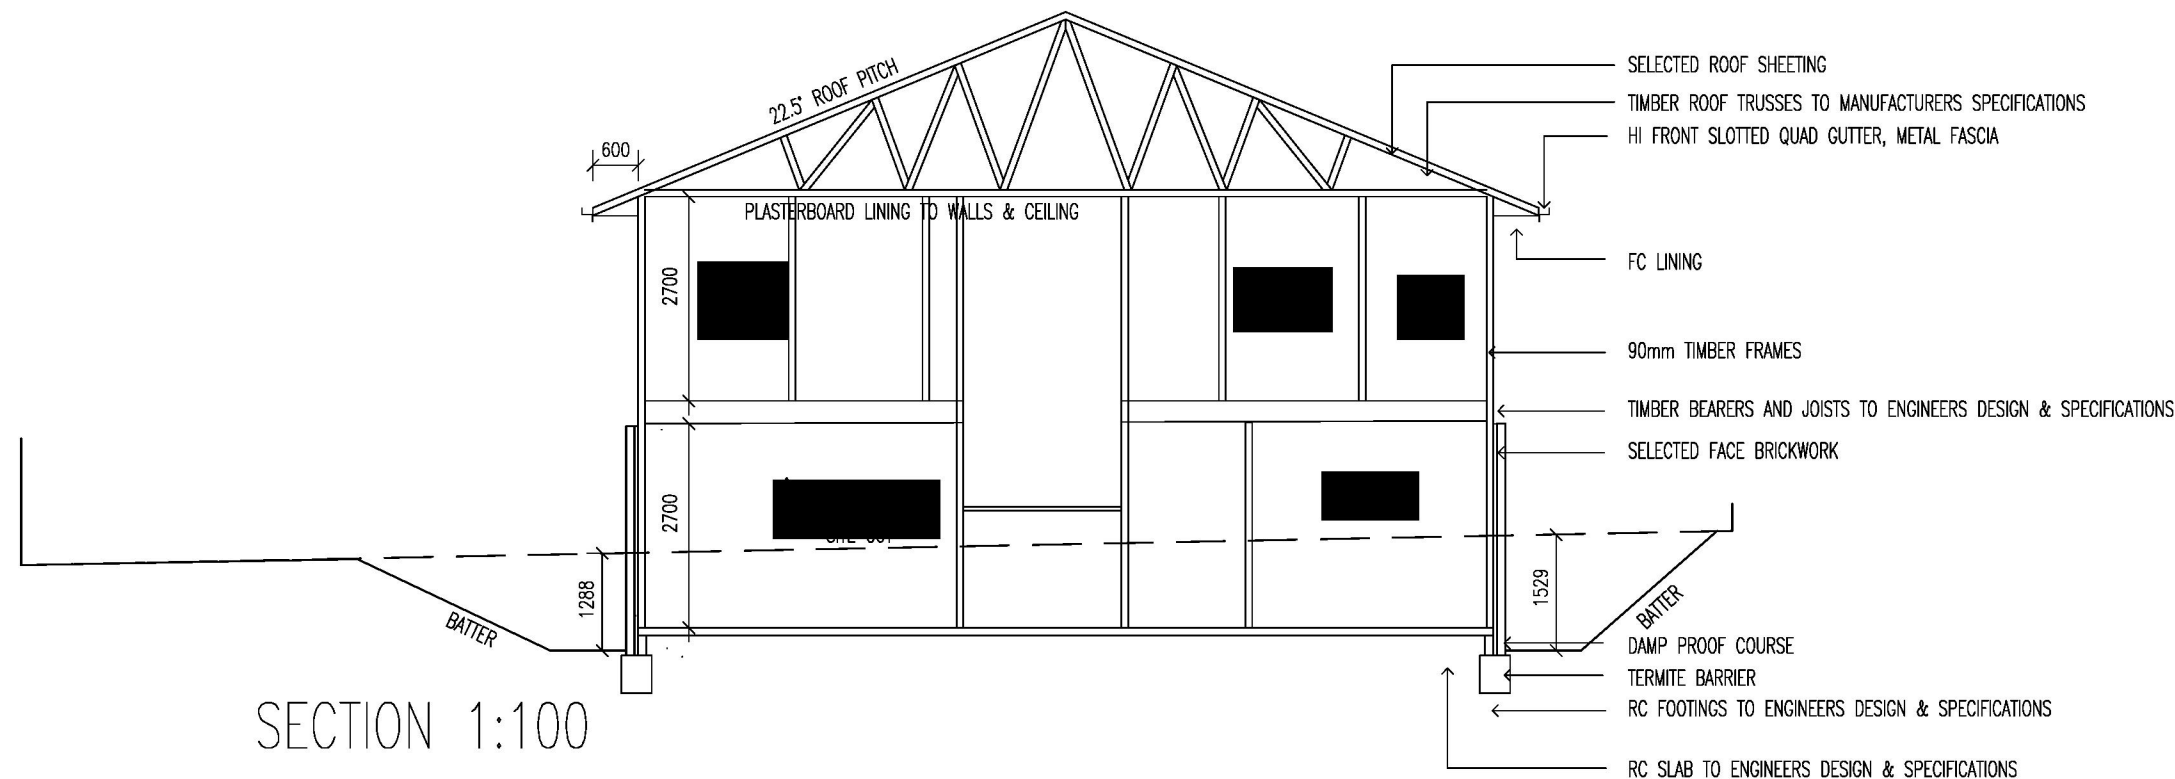 22.5° ROOF PITCH
SELECTED ROOF SHEETING
TIMBER ROOF TRUSSES TO MANUFACTURERS SPECIFICATIONS
HI FRONT SLOTTED QUAD GUTTER, METAL FASCIA
600
PLASTERBOARD LINING TO WALLS & CEILING
FC LINING
2700
90mm TIMBER FRAMES
TIMBER BEARERS AND JOISTS TO ENGINEERS DESIGN & SPECIFICATIONS
SELECTED FACE BRICKWORK
2700
1288
1529
BATTER
BATTER
DAMP PROOF COURSE
TERMITE BARRIER
RC FOOTINGS TO ENGINEERS DESIGN & SPECIFICATIONS
SECTION 1:100
RC SLAB TO ENGINEERS DESIGN & SPECIFICATIONS